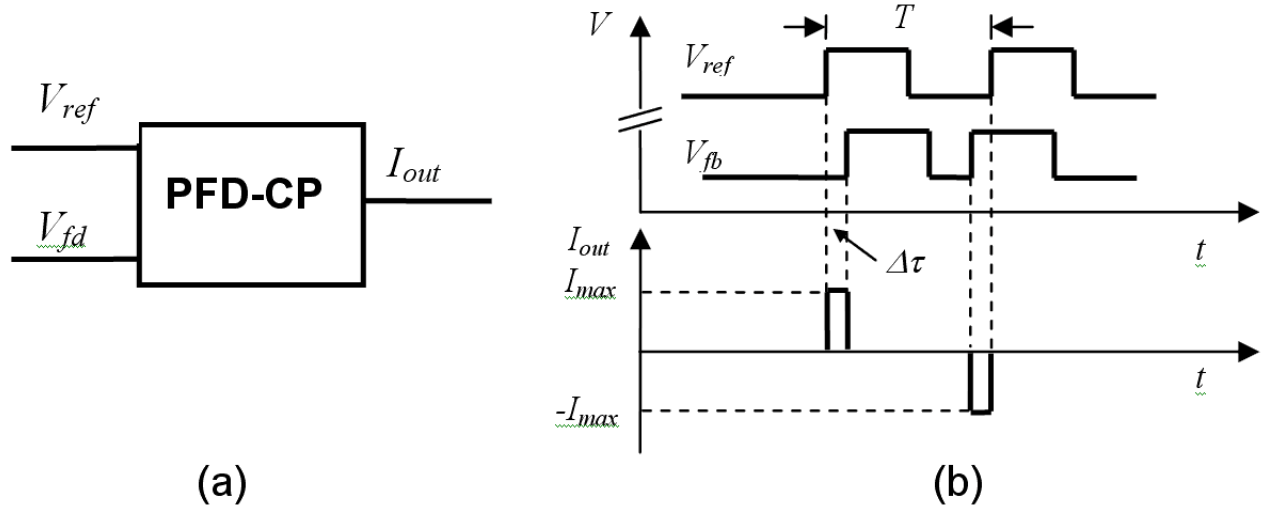 V_ref
V_fd
PFD-CP
I_out
(a)
V
T
V_ref
V_fb
t
Δτ
I_out
I_max
t
-I_max
(b)